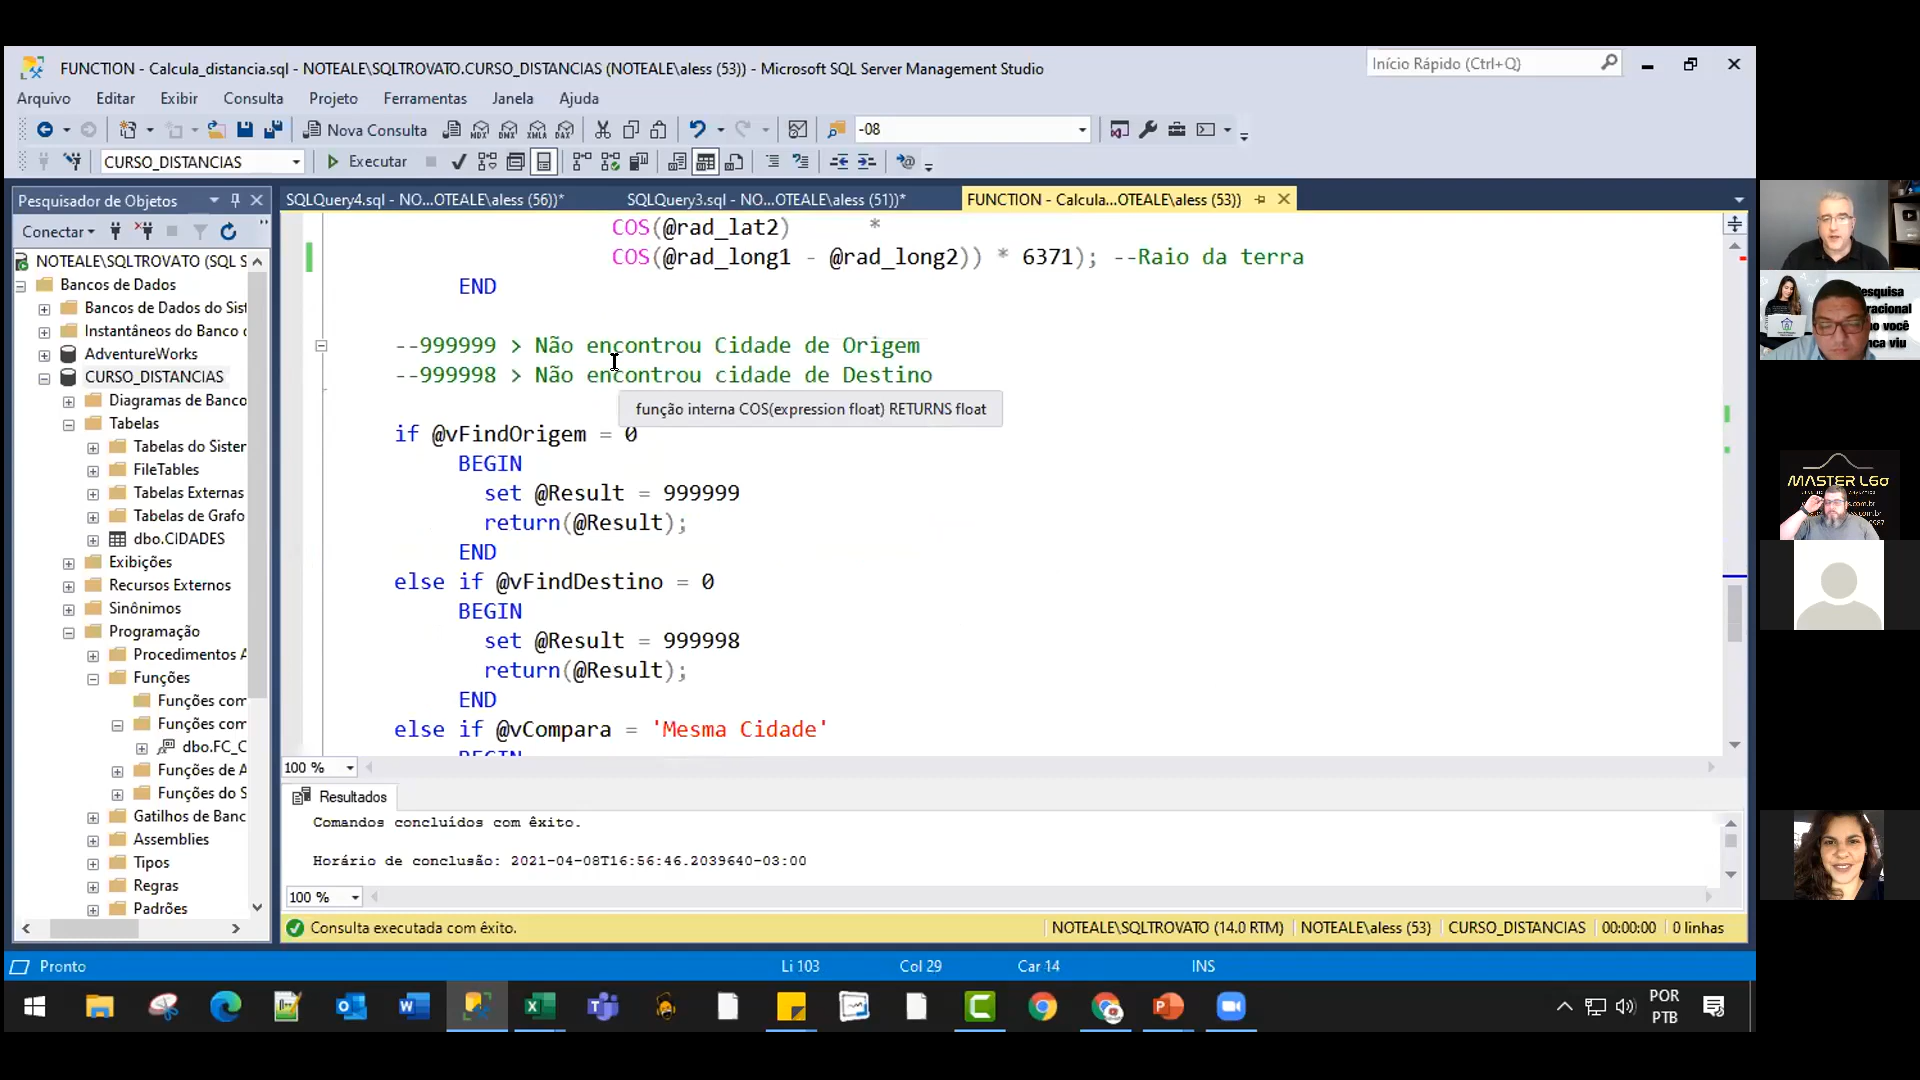 FUNCTION - Calcula_distancia.sql - NOTEALE\SQLTROVATO.CURSO_DISTANCIAS (NOTEALE\aless (53)) - Microsoft SQL Server Management Studio
Início Rápido (Ctrl+Q)
Arquivo Editar Exibir Consulta Projeto Ferramentas Janela Ajuda
Nova Consulta
MDX DMX XMLA DAX
-08
CURSO_DISTANCIAS
Executar
Pesquisador de Objetos
Conectar
NOTEALE\SQLTROVATO (SQL S
Bancos de Dados
Bancos de Dados do Sis
Instantâneos do Banco
AdventureWorks
CURSO_DISTANCIAS
Diagramas de Banco
Tabelas
Tabelas do Sister
FileTables
Tabelas Externas
Tabelas de Grafo
dbo.CIDADES
Exibições
Recursos Externos
Sinônimos
Programação
Procedimentos A
Funções
Funções com
Funções com
dbo.FC_C
Funções de A
Funções do S
Gatilhos de Banc
Assemblies
Tipos
Regras
Padrões
SQLQuery4.sql - NO...OTEALE\aless (56))*
SQLQuery3.sql - NO...OTEALE\aless (51))*
FUNCTION - Calcula...OTEALE\aless (53))
COS(@rad_lat2) *
COS(@rad_long1 - @rad_long2)) * 6371); --Raio da terra
END
--999999 > Não encontrou Cidade de Origem
--999998 > Não encontrou cidade de Destino
função interna COS(expression float) RETURNS float
if @vFindOrigem = 0
BEGIN
set @Result = 999999
return(@Result);
END
else if @vFindDestino = 0
BEGIN
set @Result = 999998
return(@Result);
END
else if @vCompara = 'Mesma Cidade'
BEGIN
100 %
Resultados
Comandos concluídos com êxito.
Horário de conclusão: 2021-04-08T16:56:46.2039640-03:00
100 %
Consulta executada com êxito.
NOTEALE\SQLTROVATO (14.0 RTM) NOTEALE\aless (53) CURSO_DISTANCIAS 00:00:00 0 linhas
Pronto
Li 103 Col 29 Car 14 INS
POR
PTB
MASTER LGσ